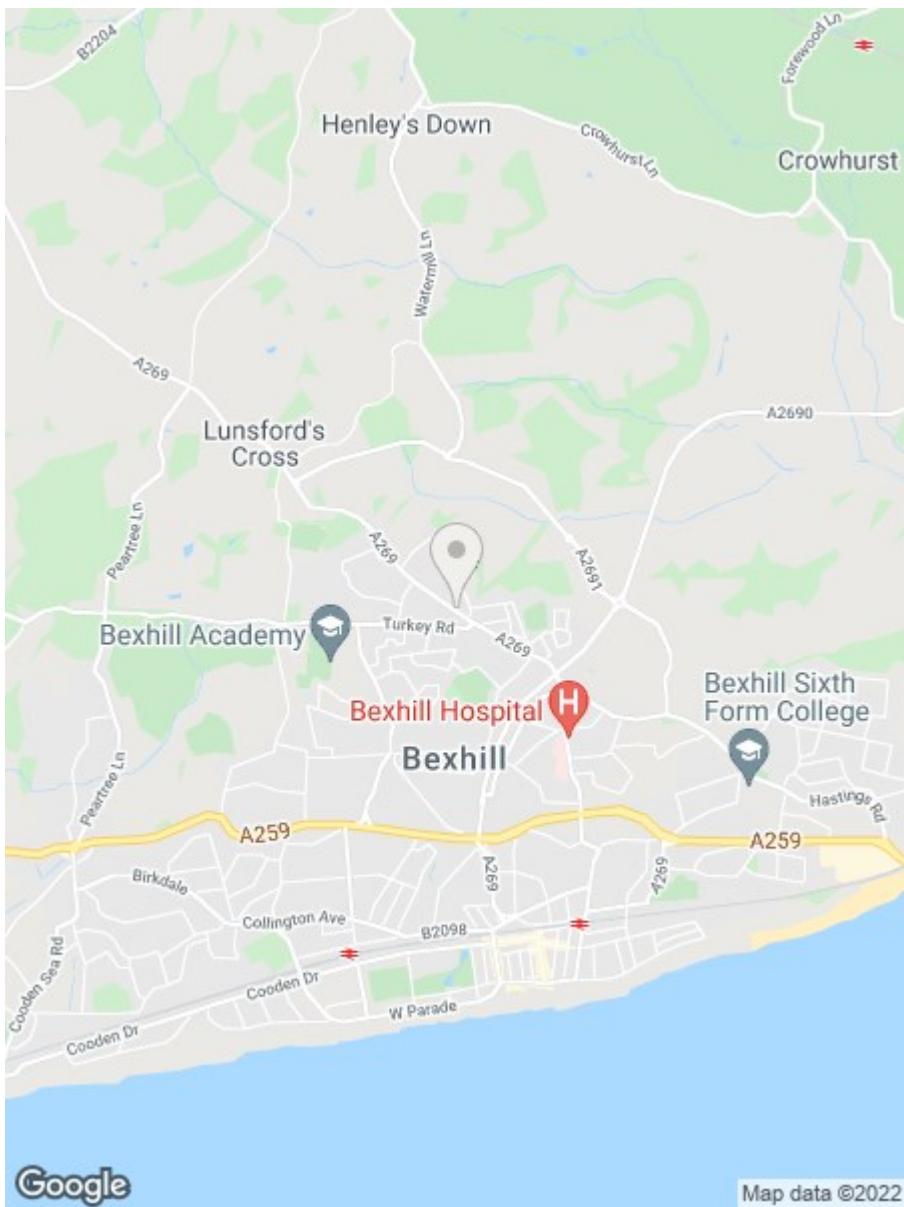 B2204
Forewood Ln
Henley's Down
Crowhurst Ln
Crowhurst
Watermill Ln
A269
A2690
Lunsford's
Cross
Peartree Ln
A269
A2691
Turkey Rd
Bexhill Academy
A269
Bexhill Sixth
Form College
Bexhill Hospital
H
Bexhill
Peartree Ln
Hastings Rd
A259
A259
A269
A269
Birkdale
Collington Ave
B2098
Cooden Sea Rd
Cooden Dr
W Parade
Cooden Dr
Google
Map data ©2022